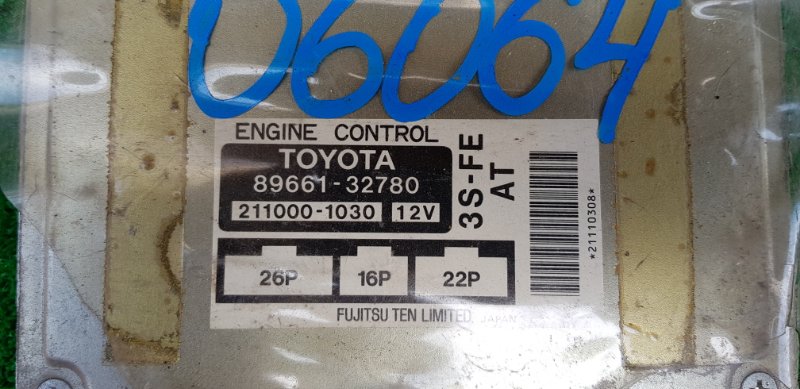 06064
ENGINE CONTROL
TOYOTA
89661-32780
211000-1030 12V
3S-FE
AT
26P 16P 22P
*21110308*
FUJITSU TEN LIMITED. JAPAN